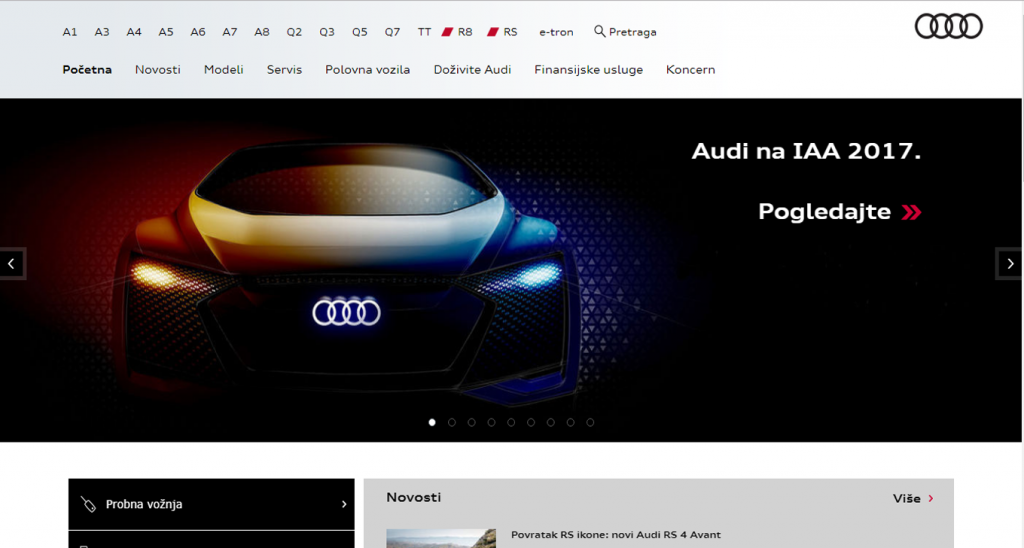 A1 A3 A4 A5 A6 A7 A8 Q2 Q3 Q5 Q7 TT R8 RS e-tron Pretraga
Početna Novosti Modeli Servis Polovna vozila Doživite Audi Finansijske usluge Koncern
Audi na IAA 2017.
Pogledajte
Probna vožnja
Novosti Više
Povratak RS ikone: novi Audi RS 4 Avant